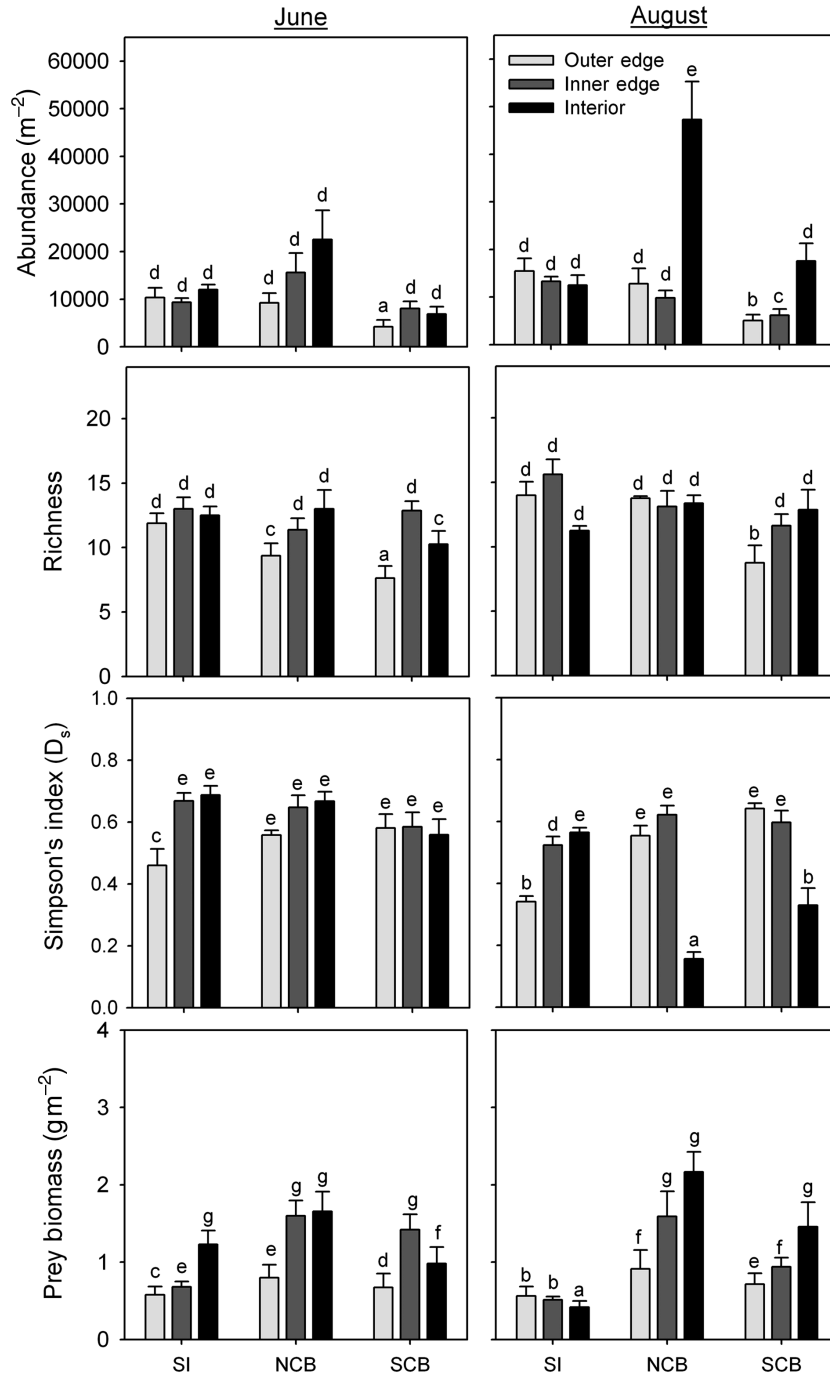 June August
Outer edge
Inner edge
Interior
Abundance (m⁻²)
60000
50000
40000
30000
20000
10000
0
d d d d d d a d d
d d d d d e b c d
Richness
20
15
10
5
0
d d d c d d a d c
d d d d d d b d d
Simpson's index (Dₛ)
1.0
0.8
0.6
0.4
0.2
0.0
c e e e e e e e e
b d e e e a e e b
Prey biomass (gm⁻²)
4
3
2
1
0
c e g e g g d g f
b b a f g g e f g
SI NCB SCB SI NCB SCB